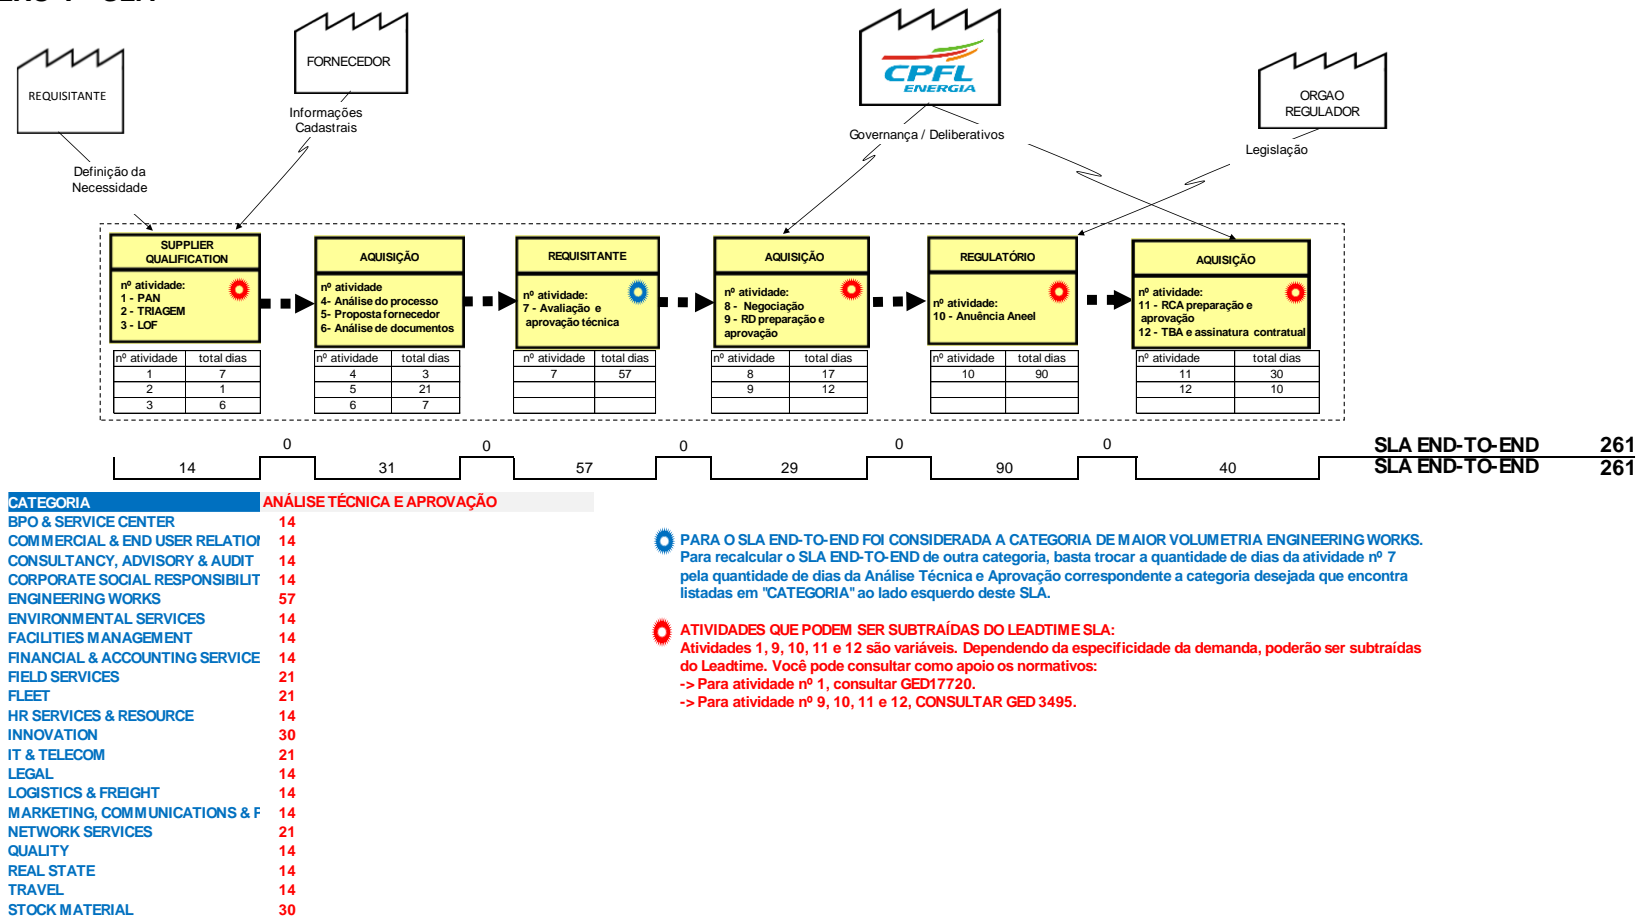 REQUISITANTE
FORNECEDOR
CPFL
ENERGIA
ORGAO
REGULADOR
Informações
Cadastrais
Governança / Deliberativos
Legislação
Definição da
Necessidade
SUPPLIER
QUALIFICATION
nº atividade:
1 - PAN
2 - TRIAGEM
3 - LOF
nº atividade total dias
1 7
2 1
3 6
AQUISIÇÃO
nº atividade
4- Análise do processo
5- Proposta fornecedor
6- Análise de documentos
nº atividade total dias
4 3
5 21
6 7
REQUISITANTE
nº atividade:
7 - Avaliação e
aprovação técnica
nº atividade total dias
7 57
AQUISIÇÃO
nº atividade:
8 - Negociação
9 - RD preparação e
aprovação
nº atividade total dias
8 17
9 12
REGULATÓRIO
nº atividade:
10 - Anuência Aneel
nº atividade total dias
10 90
AQUISIÇÃO
nº atividade:
11 - RCA preparação e
aprovação
12 - TBA e assinatura contratual
nº atividade total dias
11 30
12 10
0 0 0 0 0 SLA END-TO-END 261
14 31 57 29 90 40 SLA END-TO-END 261
CATEGORIA ANÁLISE TÉCNICA E APROVAÇÃO
BPO & SERVICE CENTER 14
COMMERCIAL & END USER RELATION 14
CONSULTANCY, ADVISORY & AUDIT 14
CORPORATE SOCIAL RESPONSIBILIT 14
ENGINEERING WORKS 57
ENVIRONMENTAL SERVICES 14
FACILITIES MANAGEMENT 14
FINANCIAL & ACCOUNTING SERVICE 14
FIELD SERVICES 21
FLEET 21
HR SERVICES & RESOURCE 14
INNOVATION 30
IT & TELECOM 21
LEGAL 14
LOGISTICS & FREIGHT 14
MARKETING, COMMUNICATIONS & 14
NETWORK SERVICES 21
QUALITY 14
REAL STATE 14
TRAVEL 14
STOCK MATERIAL 30
PARA O SLA END-TO-END FOI CONSIDERADA A CATEGORIA DE MAIOR VOLUMETRIA ENGINEERING WORKS.
Para recalcular o SLA END-TO-END de outra categoria, basta trocar a quantidade de dias da atividade nº 7
pela quantidade de dias da Análise Técnica e Aprovação correspondente a categoria desejada que encontra
listadas em "CATEGORIA" ao lado esquerdo deste SLA.
ATIVIDADES QUE PODEM SER SUBTRAÍDAS DO LEADTIME SLA:
Atividades 1, 9, 10, 11 e 12 são variáveis. Dependendo da especificidade da demanda, poderão ser subtraídas
do Leadtime. Você pode consultar como apoio os normativos:
-> Para atividade nº 1, consultar GED17720.
-> Para atividade nº 9, 10, 11 e 12, CONSULTAR GED 3495.